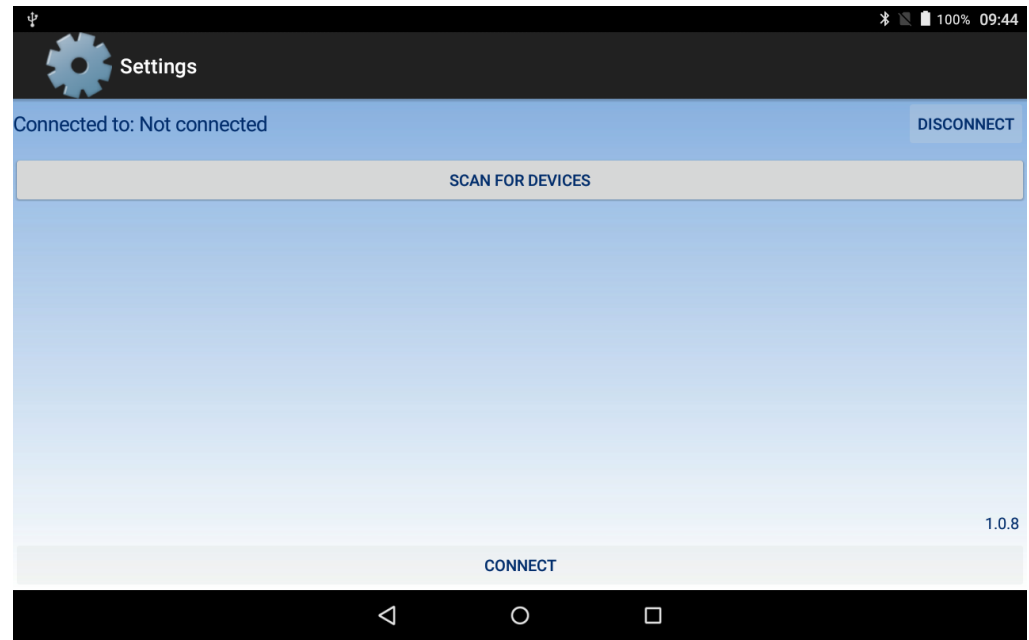 100% 09:44
Settings
Connected to: Not connected
DISCONNECT
SCAN FOR DEVICES
1.0.8
CONNECT